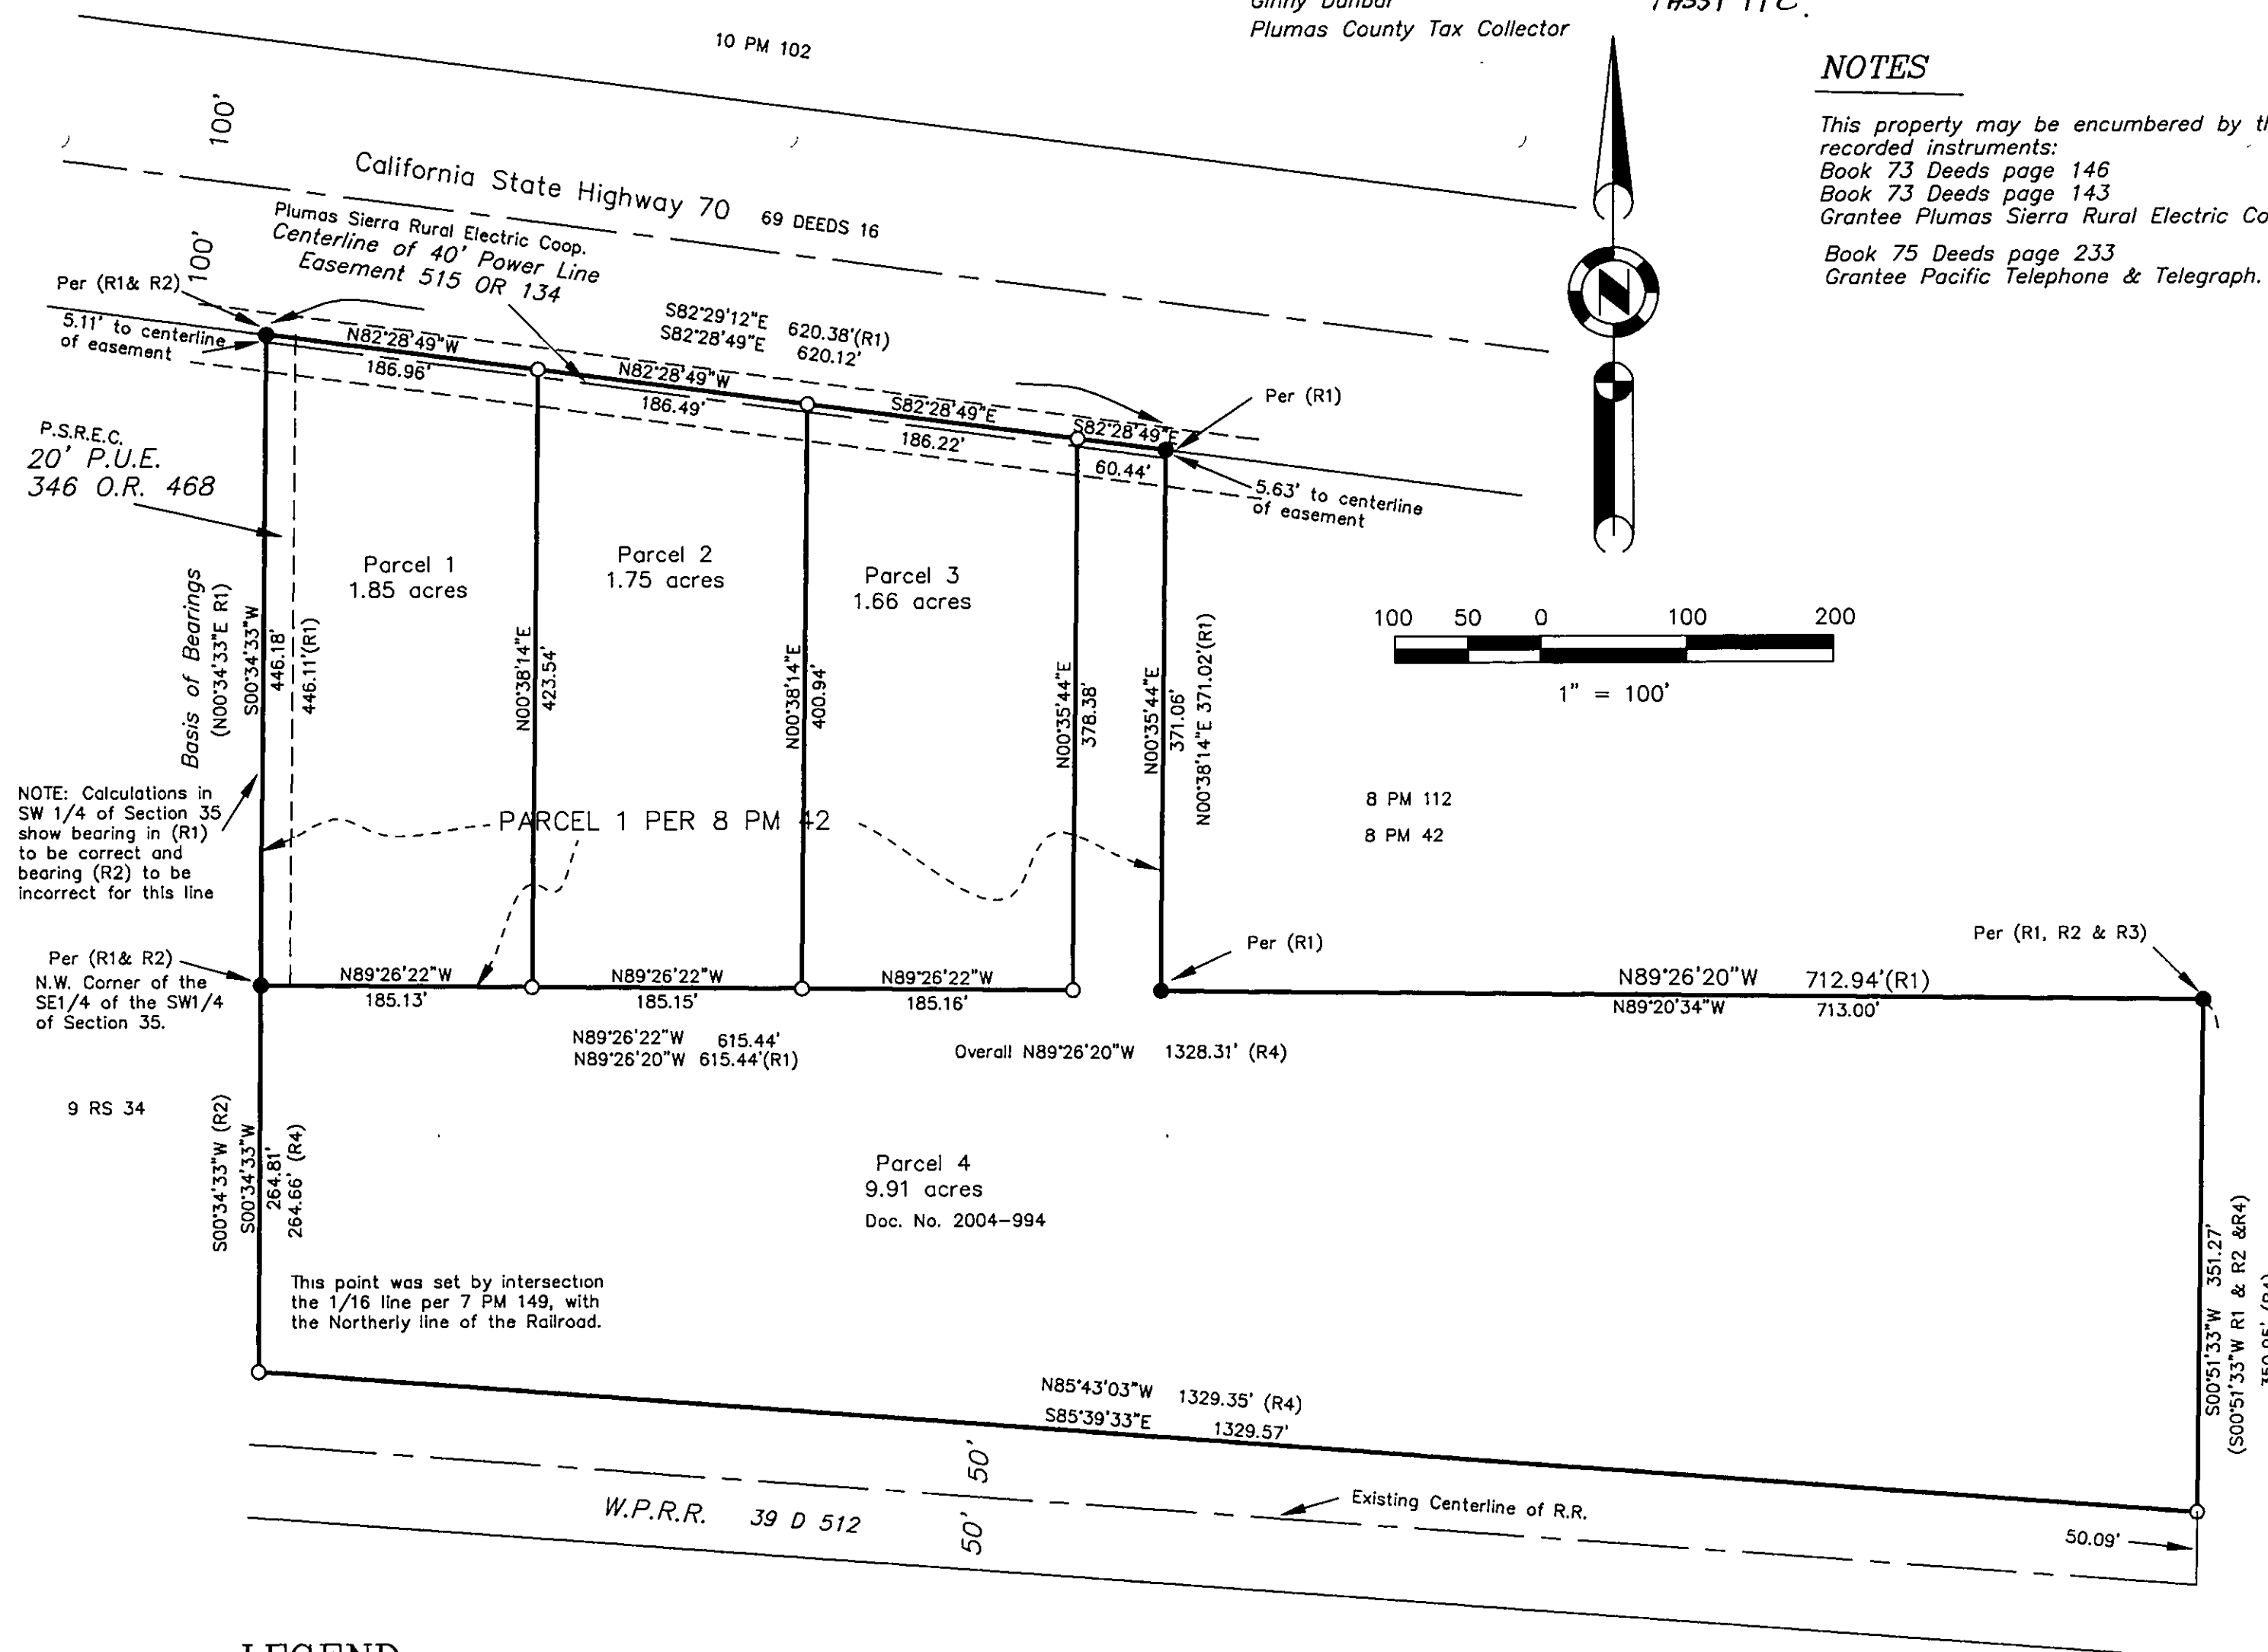 Ginny Dunbar
Plumas County Tax Collector
10 PM 102
NOTES
This property may be encumbered by
recorded instruments:
Book 73 Deeds page 146
Book 73 Deeds page 143
Grantee Plumas Sierra Rural Electric
Book 75 Deeds page 233
Grantee Pacific Telephone & Telegraph.
100'
California State Highway 70 69 DEEDS 16
100'
Plumas Sierra Rural Electric Coop.
Centerline of 40' Power Line
Easement 515 OR 134
Per (R1& R2)
5.11' to centerline
of easement
S82°29'12"E 620.38'(R1)
S82°28'49"E 620.12'
N82°28'49"W
186.96'
N82°28'49"W
186.49'
S82°28'49"E
186.22'
S82°28'49"E
60.44'
Per (R1)
5.63' to centerline
of easement
N
P.S.R.E.C.
20' P.U.E.
346 O.R. 468
Parcel 1
1.85 acres
Parcel 2
1.75 acres
Parcel 3
1.66 acres
100 50 0 100 200
1" = 100'
Basis of Bearings
(N00°34'33"E R1)
S00°34'33"W
446.18'
446.11'(R1)
N00°38'14"E
423.54'
N00°38'14"E
400.94'
N00°35'44"E
378.38'
N00°35'44"E
371.06'
N00°38'14"E 371.02'(R1)
NOTE: Calculations in
SW 1/4 of Section 35
show bearing in (R1)
to be correct and
bearing (R2) to be
incorrect for this line
PARCEL 1 PER 8 PM 42
8 PM 112
8 PM 42
Per (R1& R2)
N.W. Corner of the
SE1/4 of the SW1/4
of Section 35.
N89°26'22"W
185.13'
N89°26'22"W
185.15'
N89°26'22"W
185.16'
Per (R1)
Per (R1, R2 & R3)
N89°26'20"W 712.94'(R1)
N89°20'34"W 713.00'
N89°26'22"W 615.44'
N89°26'20"W 615.44'(R1)
Overall N89°26'20"W 1328.31' (R4)
9 RS 34
S00°34'33"W (R2)
S00°34'33"W
264.81'
264.66' (R4)
Parcel 4
9.91 acres
Doc. No. 2004-994
This point was set by intersection
the 1/16 line per 7 PM 149, with
the Northerly line of the Railroad.
S00°51'33"W 351.27'
(S00°51'33"W R1 & R2 &R4)
350.95' (R4)
N85°43'03"W 1329.35' (R4)
S85°39'33"E 1329.57'
50'
50'
W.P.R.R. 39 D 512
Existing Centerline of R.R.
50.09'
LEGEND